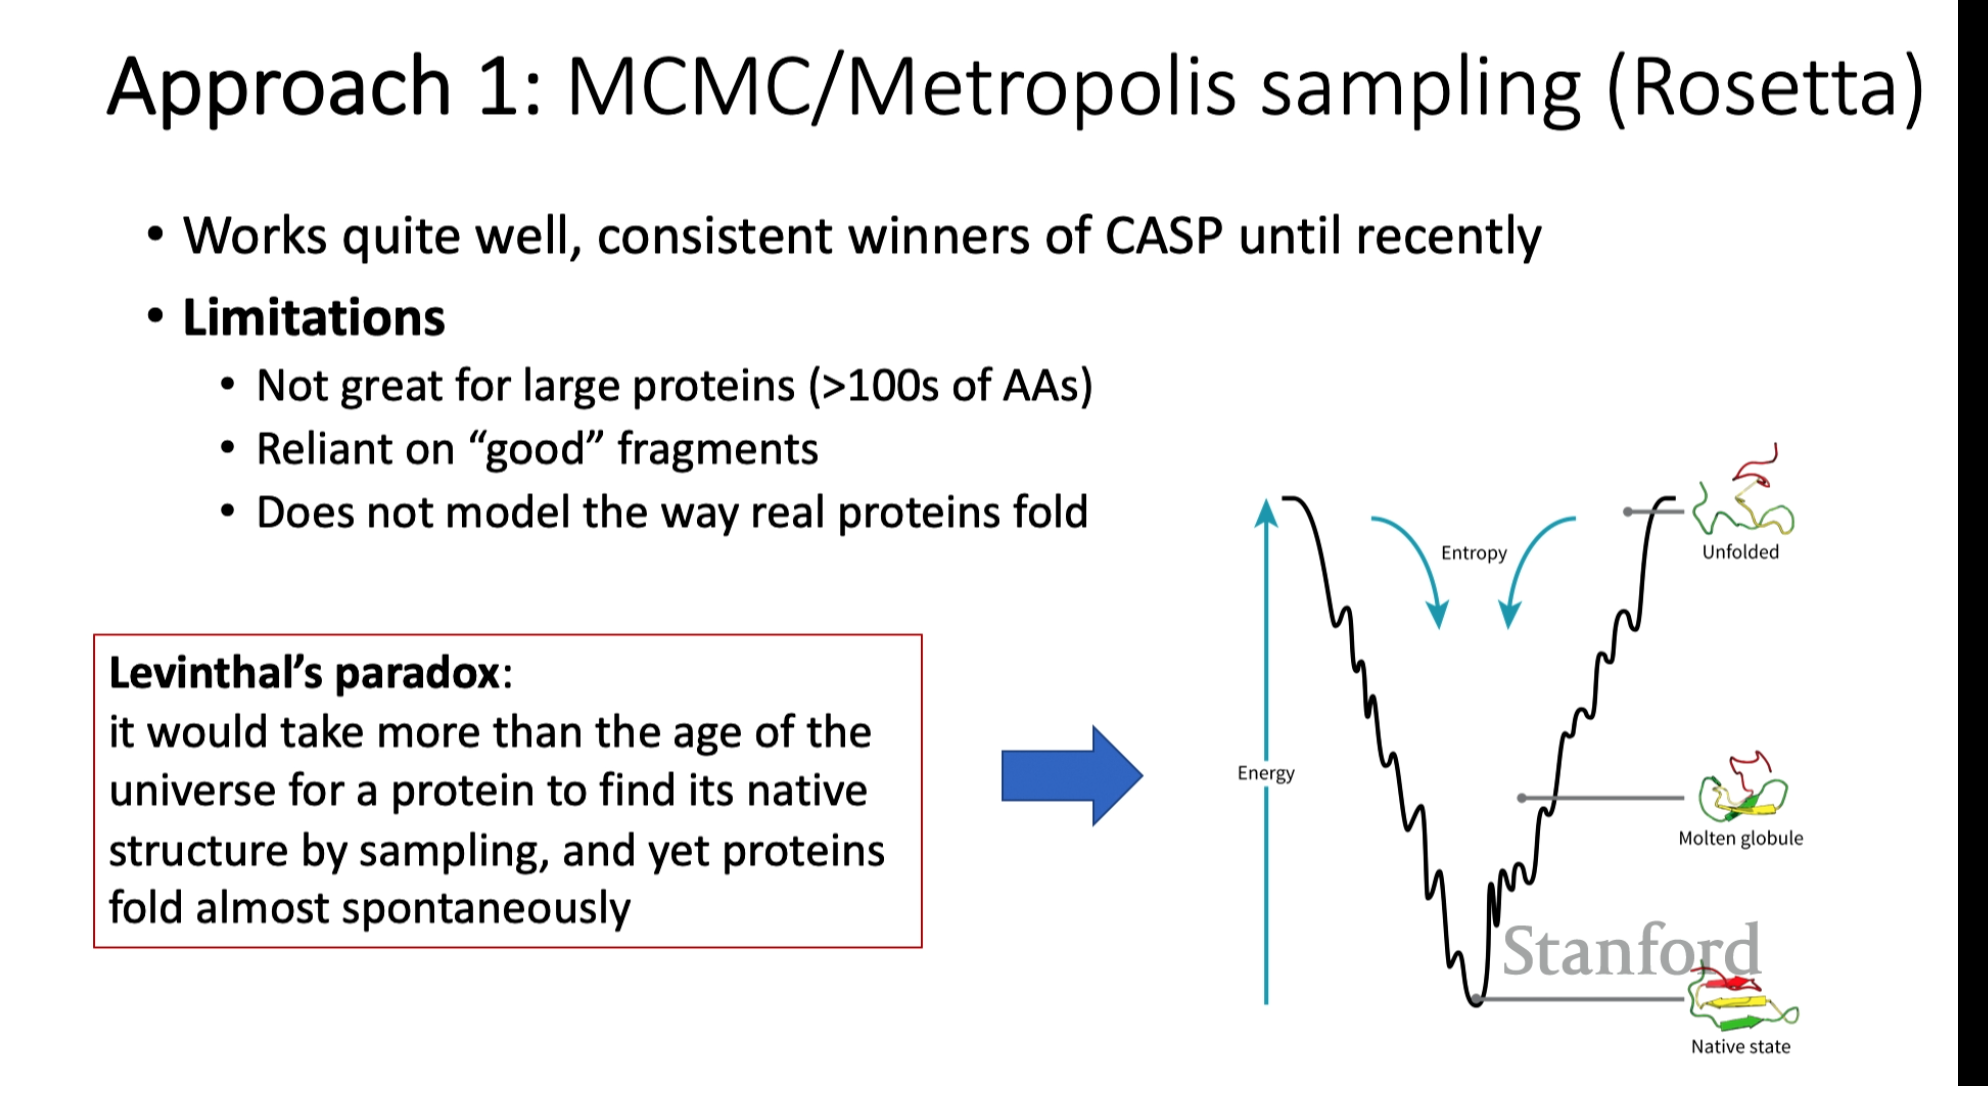 Approach 1: MCMC/Metropolis sampling (Rosetta)
• Works quite well, consistent winners of CASP until recently
• Limitations
• Not great for large proteins (>100s of AAs)
• Reliant on “good” fragments
• Does not model the way real proteins fold
Levinthal’s paradox:
it would take more than the age of the
universe for a protein to find its native
structure by sampling, and yet proteins
fold almost spontaneously
Entropy
Unfolded
Energy
Molten globule
Stanford
Native state